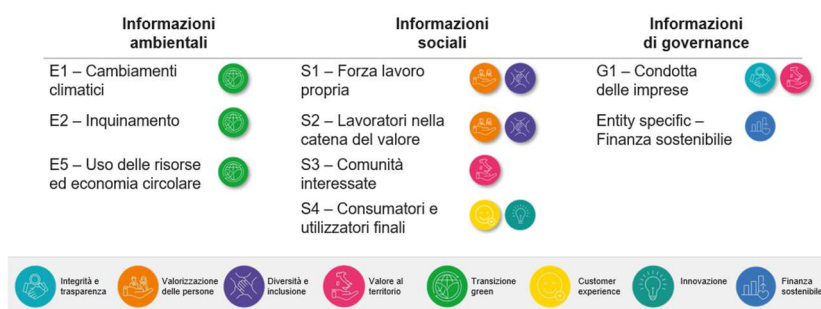 Informazioni
ambientali
E1 – Cambiamenti
climatici
E2 – Inquinamento
E5 – Uso delle risorse
ed economia circolare
Informazioni
sociali
S1 – Forza lavoro
propria
S2 – Lavoratori nella
catena del valore
S3 – Comunità
interessate
S4 – Consumatori e
utilizzatori finali
Informazioni
di governance
G1 – Condotta
delle imprese
Entity specific –
Finanza sostenibilie
Integrità e
trasparenza
Valorizzazione
delle persone
Diversità e
inclusione
Valore al
territorio
Transizione
green
Customer
experience
Innovazione
Finanza
sostenibile